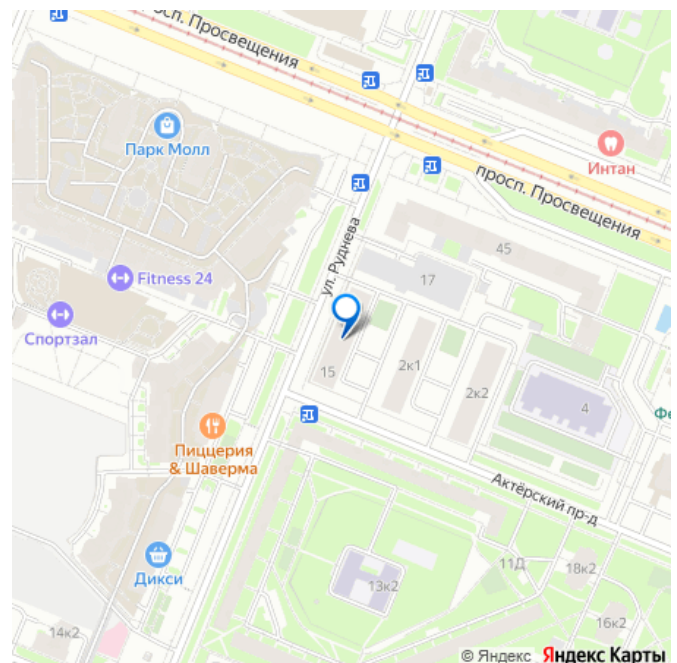 просп. Просвещения
Парк Молл
Интан
просп. Просвещения
ул. Руднева
45
17
Fitness 24
Спортзал
15
2к1
2к2
4
Фе
Пиццерия
& Шаверма
Актёрский пр-д
Дикси
11Д
18к2
13к2
16к2
14к2
© Яндекс Яндекс Карты